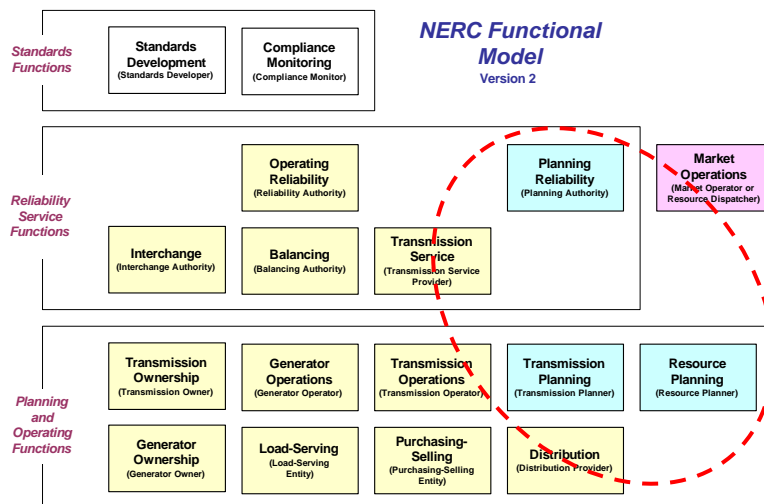 NERC Functional
Model
Version 2
Standards
Functions
Standards
Development
(Standards Developer)
Compliance
Monitoring
(Compliance Monitor)
Reliability
Service
Functions
Operating
Reliability
(Reliability Authority)
Planning
Reliability
(Planning Authority)
Market
Operations
(Market Operator or
Resource Dispatcher)
Interchange
(Interchange Authority)
Balancing
(Balancing Authority)
Transmission
Service
(Transmission Service
Provider)
Planning
and
Operating
Functions
Transmission
Ownership
(Transmission Owner)
Generator
Operations
(Generator Operator)
Transmission
Operations
(Transmission Operator)
Transmission
Planning
(Transmission Planner)
Resource
Planning
(Resource Planner)
Generator
Ownership
(Generator Owner)
Load-Serving
(Load-Serving
Entity)
Purchasing-
Selling
(Purchasing-Selling
Entity)
Distribution
(Distribution Provider)